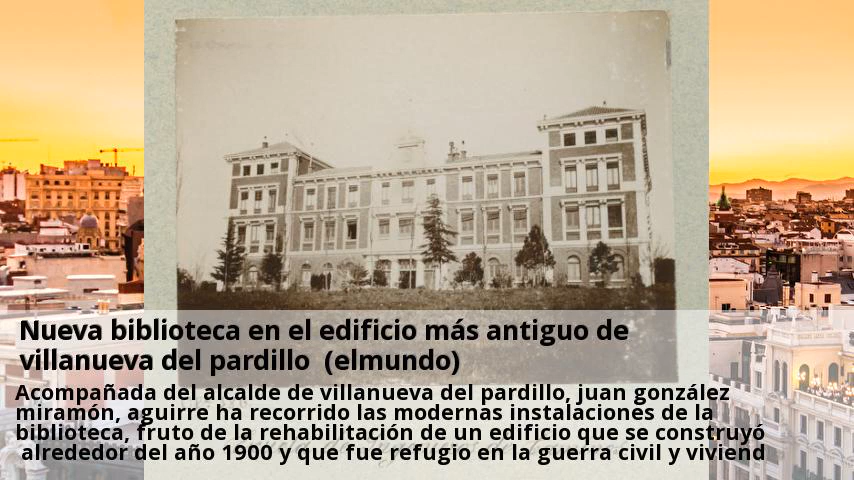 Nueva biblioteca en el edificio más antiguo de
villanueva del pardillo (elmundo)
Acompañada del alcalde de villanueva del pardillo, juan gonzález
miramón, aguirre ha recorrido las modernas instalaciones de la
biblioteca, fruto de la rehabilitación de un edificio que se construyó
alrededor del año 1900 y que fue refugio en la guerra civil y viviend